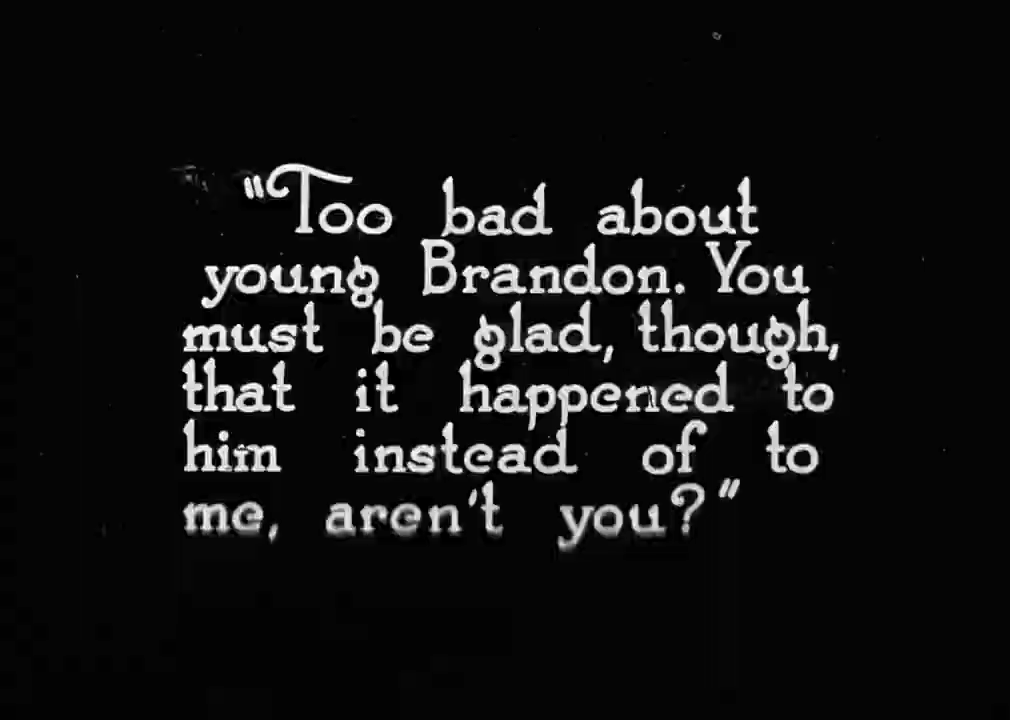 "Too bad about
young Brandon. You
must be glad, though,
that it happened to
him instead of to
me, aren't you?"